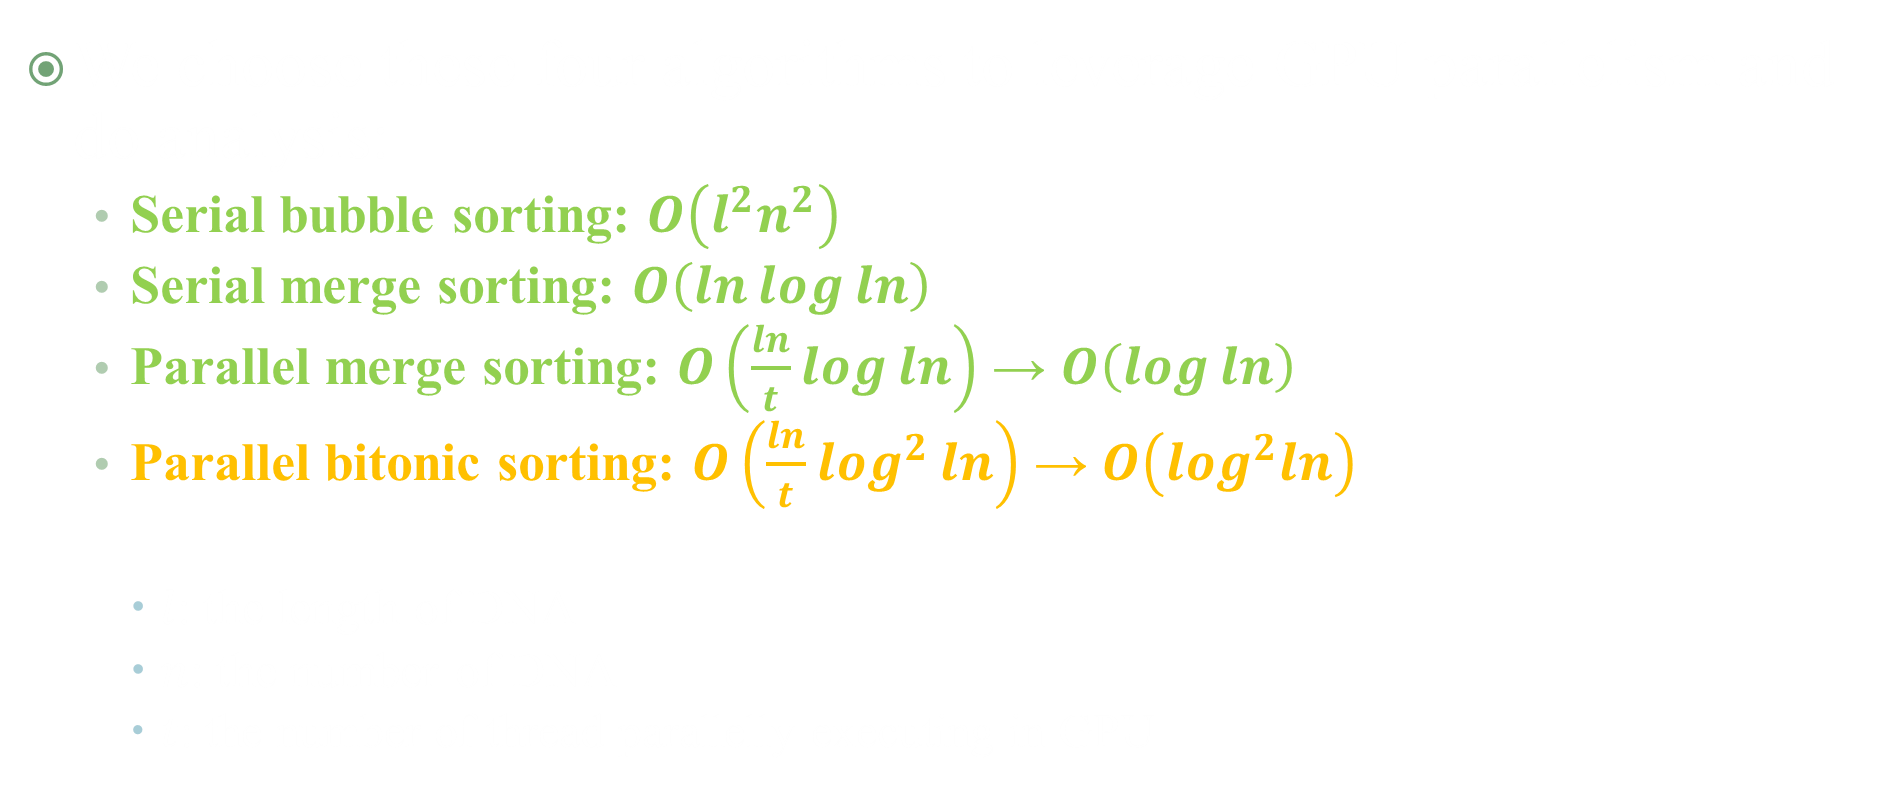 • Serial bubble sorting: O(l²n²)
• Serial merge sorting: O(ln log ln)
• Parallel merge sorting: O(ln/t log ln) → O(log ln)
• Parallel bitonic sorting: O(ln/t log² ln) → O(log²ln)